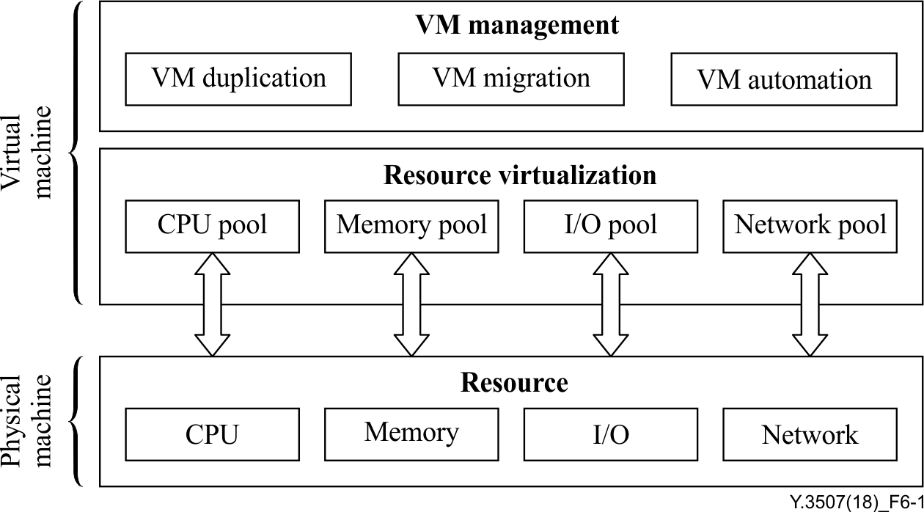 VM management
VM duplication
VM migration
VM automation
Virtual
machine
Resource virtualization
CPU pool
Memory pool
I/O pool
Network pool
Physical
machine
Resource
CPU
Memory
I/O
Network
Y.3507(18)_F6-1